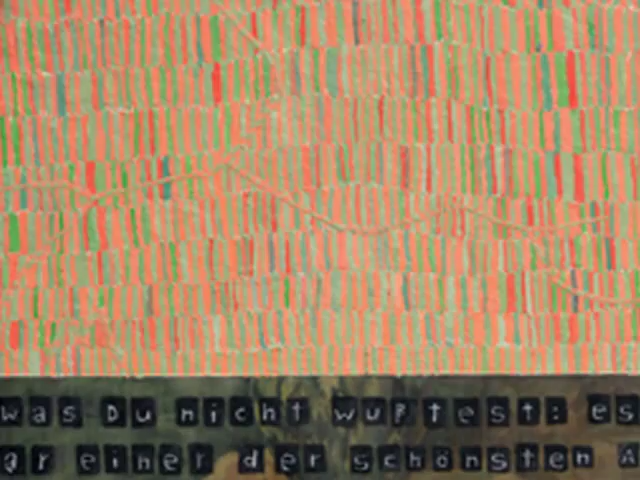 was Du nicht wußtest: es
ar einer der schönsten A